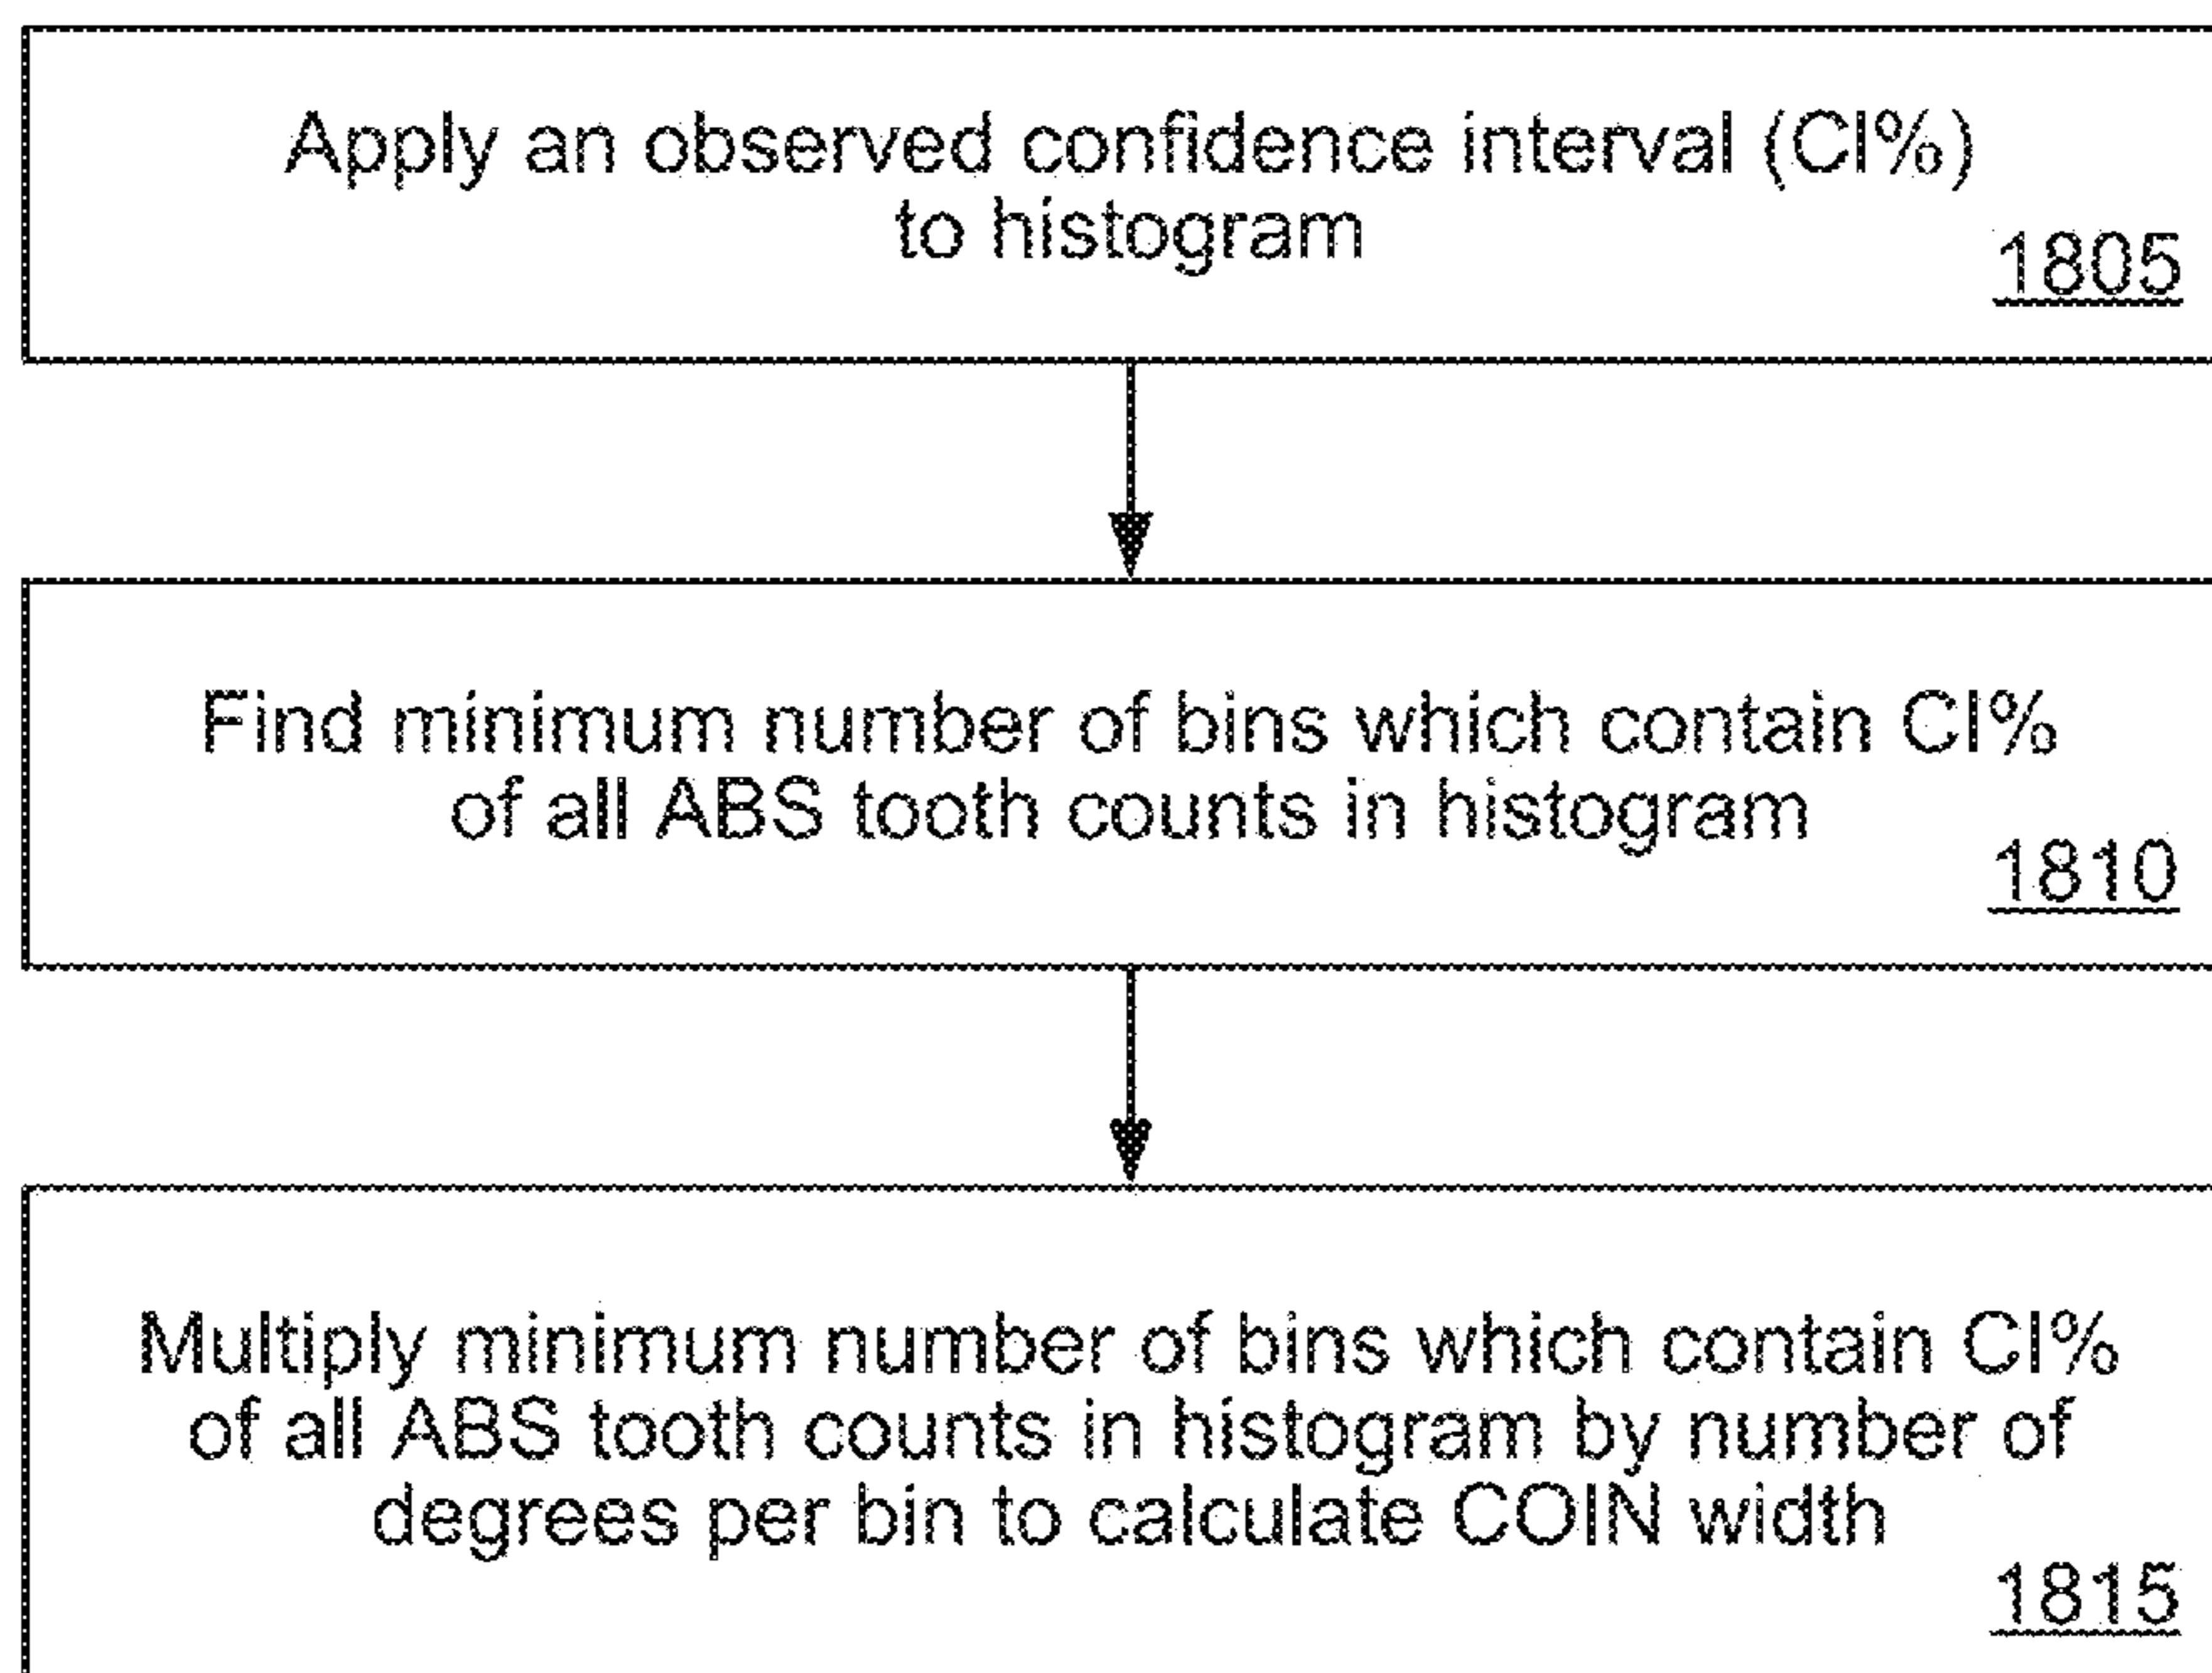 Apply an observed confidence interval (CI%)
to histogram
1805
Find minimum number of bins which contain CI%
of all ABS tooth counts in histogram
1810
Multiply minimum number of bins which contain CI%
of all ABS tooth counts in histogram by number of
degrees per bin to calculate COIN width
1815